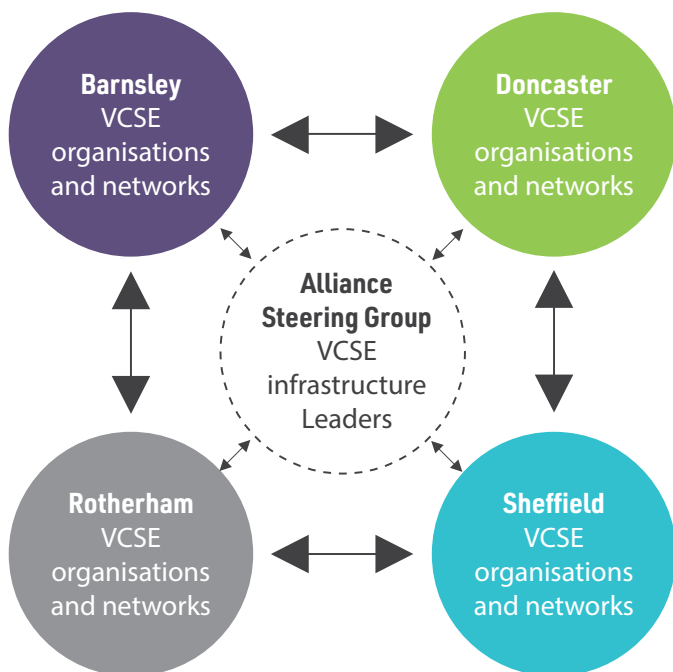 Barnsley
VCSE
organisations
and networks
Doncaster
VCSE
organisations
and networks
Alliance
Steering Group
VCSE
infrastructure
Leaders
Rotherham
VCSE
organisations
and networks
Sheffield
VCSE
organisations
and networks